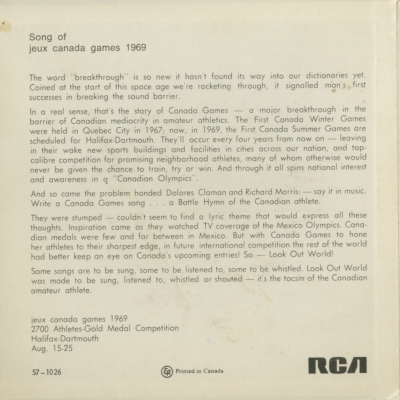 Song of
jeux canada games 1969
The word "breakthrough" is so new it hasn't found its way into our dictionaries yet.
Coined at the start of this space age we're rocketing through, it signalled man's first
successes in breaking the sound barrier.
In a real sense, that's the story of Canada Games — a major breakthrough in the
barrier of Canadian mediocrity in amateur athletics. The First Canada Winter Games
were held in Quebec City in 1967; now, in 1969, the First Canada Summer Games are
scheduled for Halifax-Dartmouth. They'll occur every four years from now on — leaving
in their wake new sports buildings and facilities in cities across our nation, and top-
calibre competition for promising neighborhood athletes, many of whom otherwise would
never be given the chance to train, try or win. And through it all spins national interest
and awareness in q "Canadian Olympics".
And so came the problem handed Dolores Claman and Richard Morris: — say it in music.
Write a Canada Games song . . . a Battle Hymn of the Canadian athlete.
They were stumped — couldn't seem to find a lyric theme that would express all these
thoughts. Inspiration came as they watched TV coverage of the Mexico Olympics. Cana-
dian medals were few and far between in Mexico. But with Canada Games to hone
her athletes to their sharpest edge, in future international competition the rest of the world
had better keep an eye on Canada's upcoming entries! So — Look Out World!
Some songs are to be sung, some to be listened to, some to be whistled. Look Out World
was made to be sung, listened to, whistled or shouted — it's the tocsin of the Canadian
amateur athlete.
jeux canada games 1969
2700 Athletes-Gold Medal Competition
Halifax-Dartmouth
Aug. 15-25
57-1026
Printed in Canada
RCA